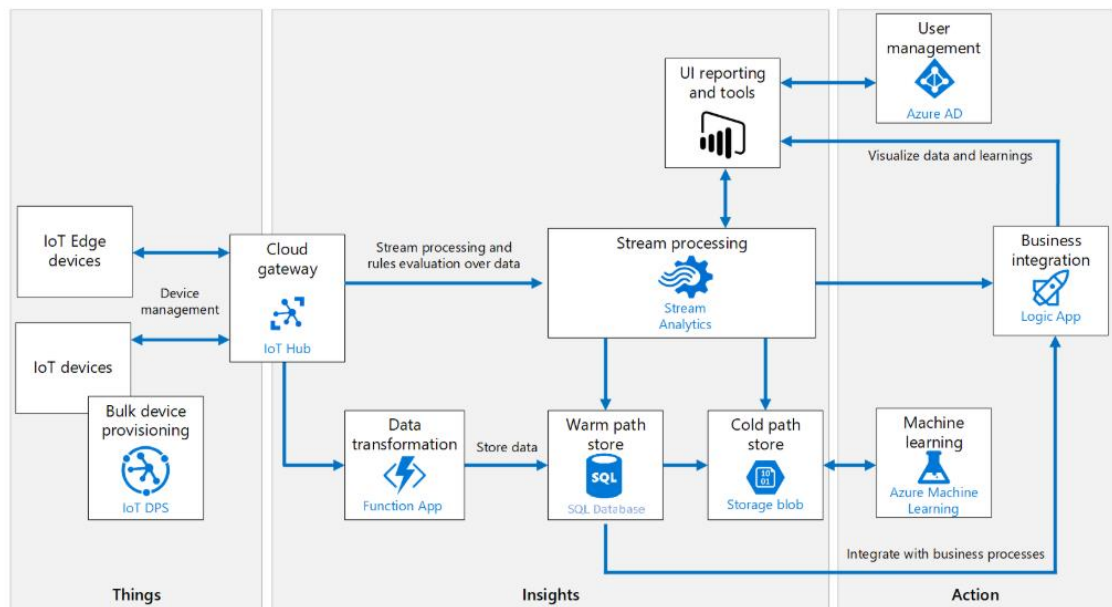 User
management
Azure AD
UI reporting
and tools
Visualize data and learnings
IoT Edge
devices
Cloud
gateway
IoT Hub
Stream processing and
rules evaluation over data
Stream processing
Stream
Analytics
Business
integration
Logic App
Device
management
IoT devices
Bulk device
provisioning
IoT DPS
Data
transformation
Function App
Store data
Warm path
store
SQL
SQL Database
Cold path
store
10
01
Storage blob
Machine
learning
Azure Machine
Learning
Integrate with business processes
Things
Insights
Action